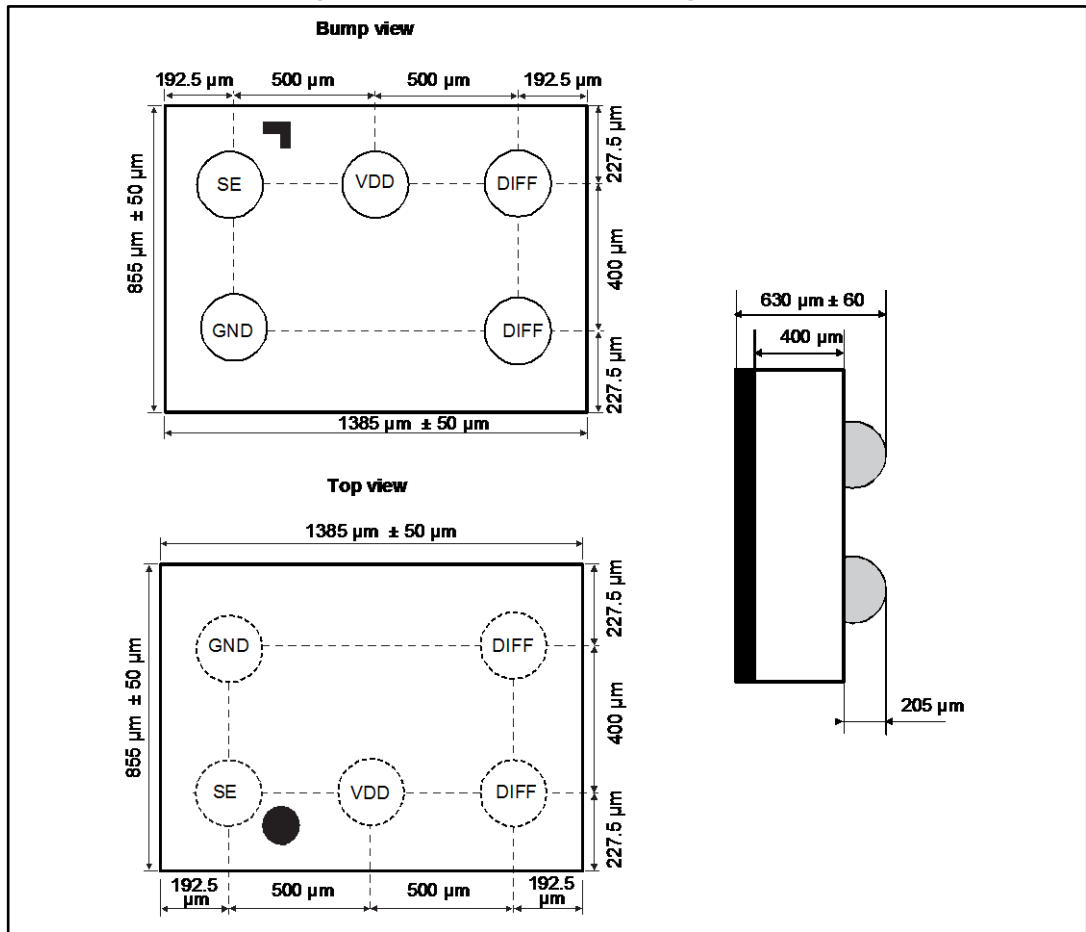 Bump view
192.5 µm
500 µm
500 µm
192.5 µm
855 µm ± 50 µm
SE
VDD
DIFF
227.5 µm
400 µm
GND
DIFF
227.5 µm
1385 µm ± 50 µm
630 µm ± 60
400 µm
205 µm
Top view
1385 µm ± 50 µm
855 µm ± 50 µm
GND
DIFF
227.5 µm
400 µm
SE
VDD
DIFF
227.5 µm
192.5
µm
500 µm
500 µm
192.5
µm